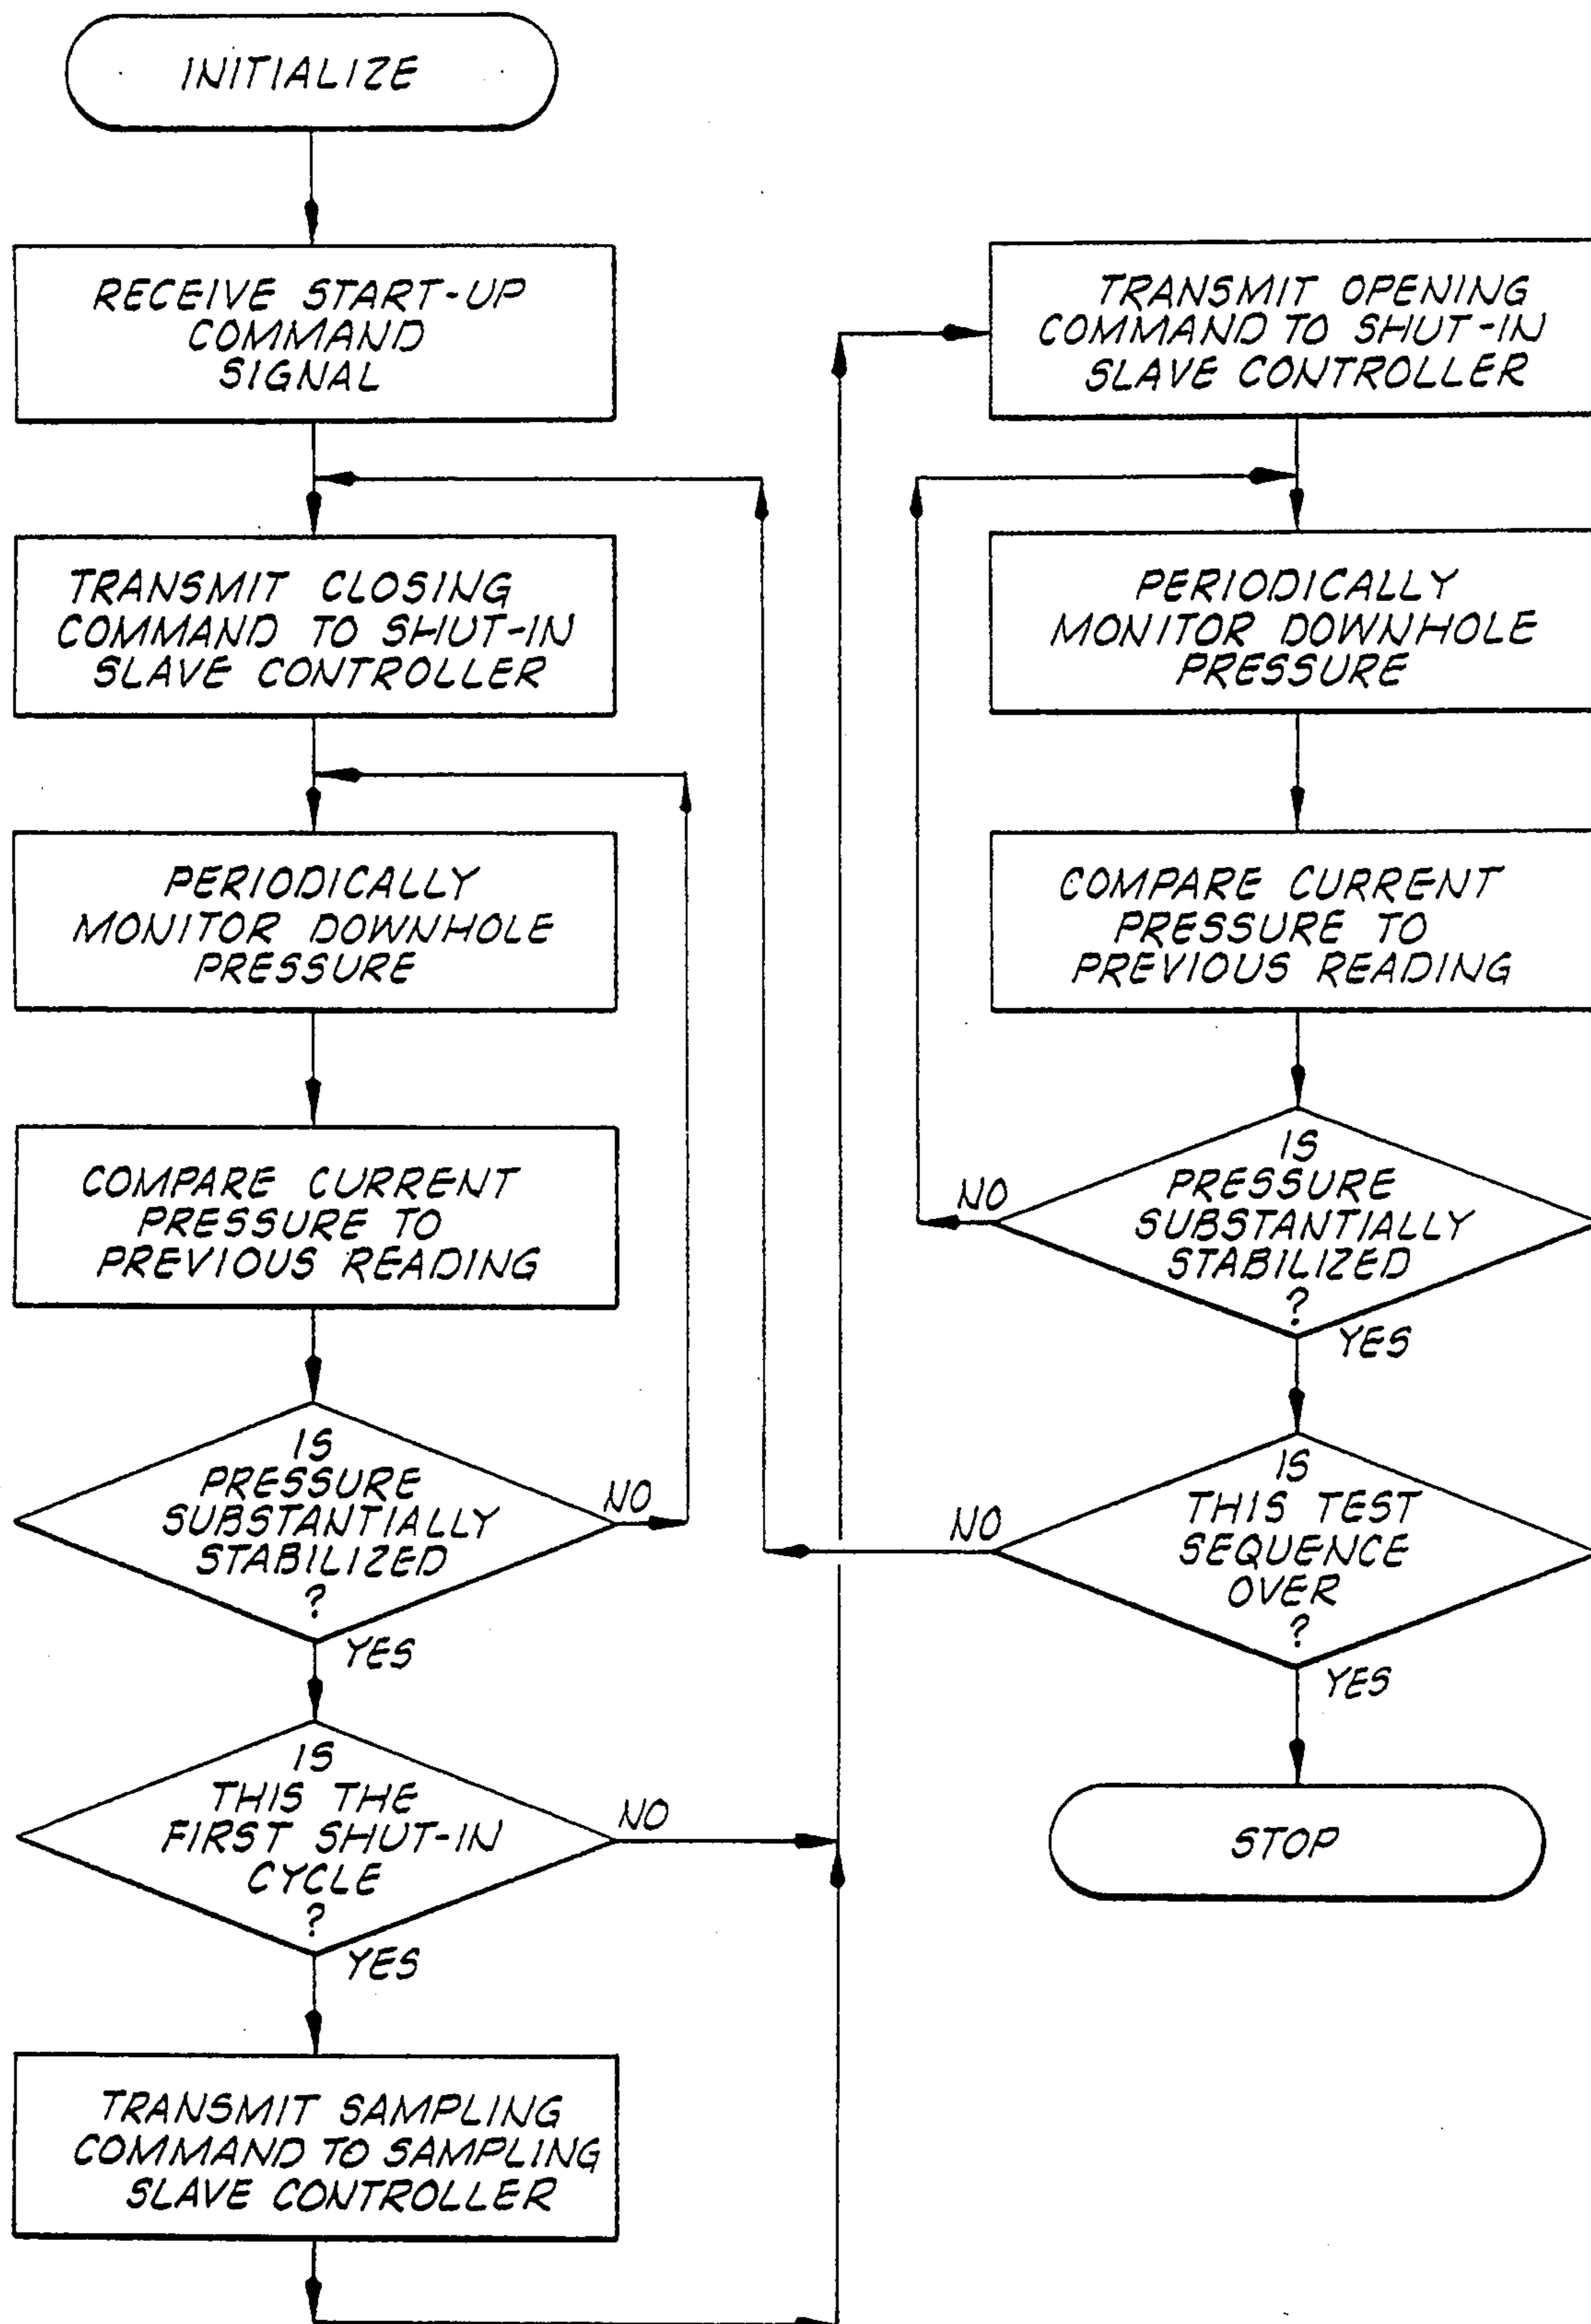 INITIALIZE
RECEIVE START-UP
COMMAND
SIGNAL
TRANSMIT CLOSING
COMMAND TO SHUT-IN
SLAVE CONTROLLER
PERIODICALLY
MONITOR DOWNHOLE
PRESSURE
COMPARE CURRENT
PRESSURE TO
PREVIOUS READING
IS
PRESSURE
SUBSTANTIALLY
STABILIZED
?
NO
YES
IS
THIS THE
FIRST SHUT-IN
CYCLE
?
NO
YES
TRANSMIT SAMPLING
COMMAND TO SAMPLING
SLAVE CONTROLLER
TRANSMIT OPENING
COMMAND TO SHUT-IN
SLAVE CONTROLLER
PERIODICALLY
MONITOR DOWNHOLE
PRESSURE
COMPARE CURRENT
PRESSURE TO
PREVIOUS READING
IS
PRESSURE
SUBSTANTIALLY
STABILIZED
?
NO
YES
IS
THIS TEST
SEQUENCE
OVER
?
NO
YES
STOP